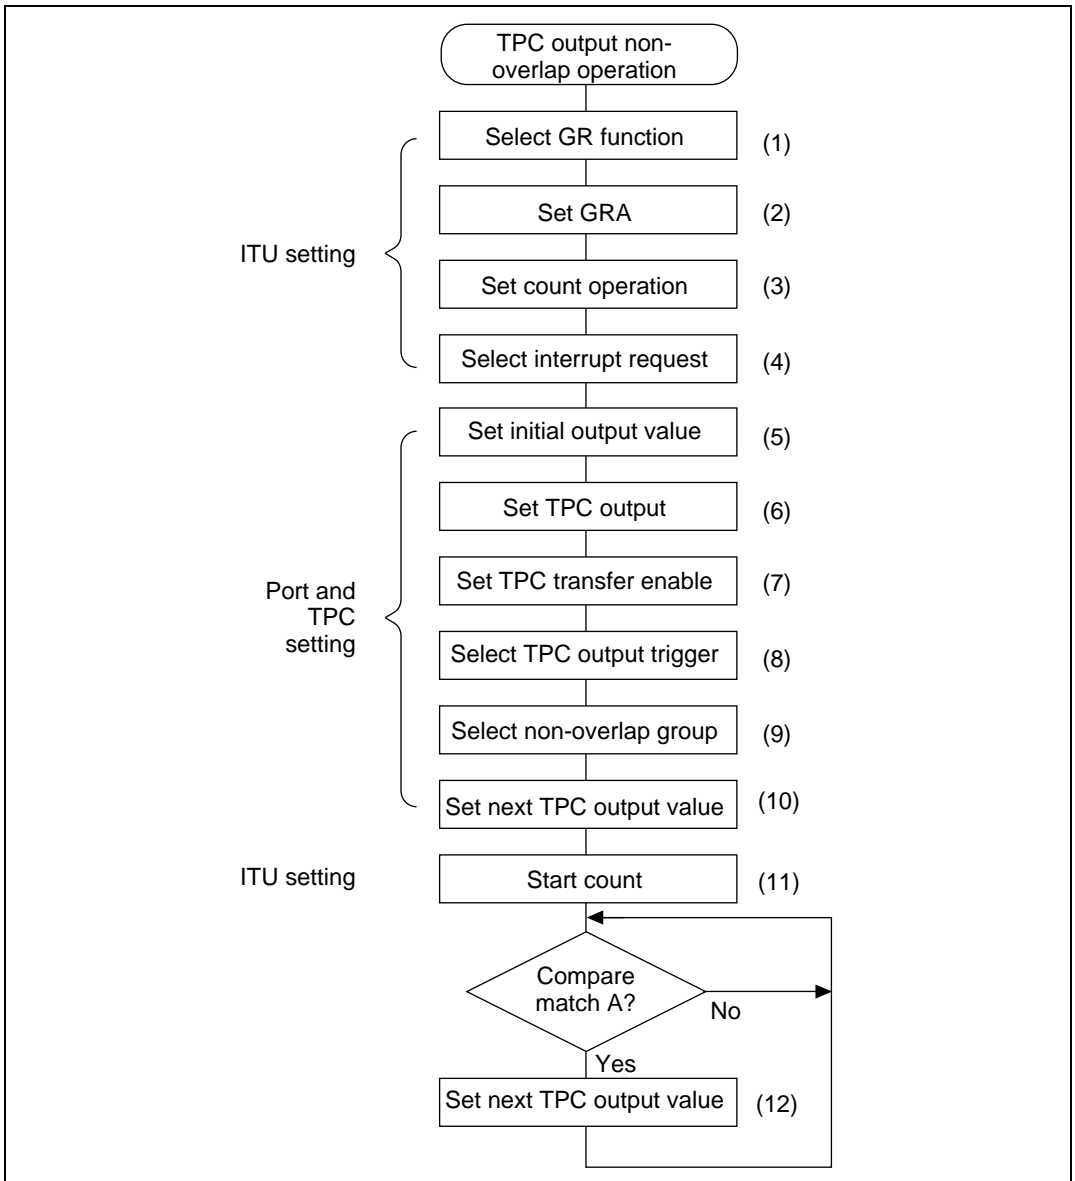 TPC output non-
overlap operation
Select GR function
(1)
Set GRA
(2)
ITU setting
Set count operation
(3)
Select interrupt request
(4)
Set initial output value
(5)
Set TPC output
(6)
Port and
TPC
setting
Set TPC transfer enable
(7)
Select TPC output trigger
(8)
Select non-overlap group
(9)
Set next TPC output value
(10)
ITU setting
Start count
(11)
Compare
match A?
No
Yes
Set next TPC output value
(12)